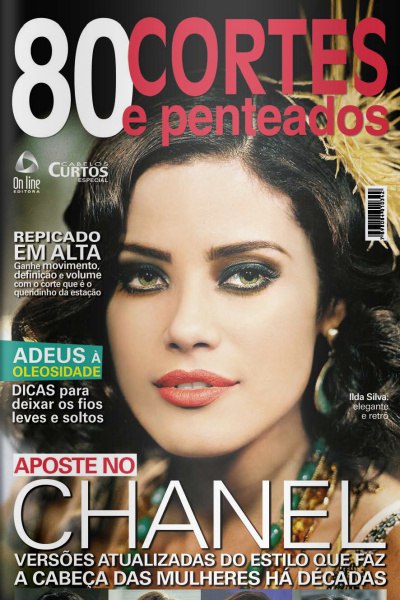 80 CORTES
e penteados
On line
EDITORA
CABELOS
CURTOS
ESPECIAL
REPICADO
EM ALTA
Ganhe movimento,
definição e volume
com o corte que é o
queridinho da estação
ADEUS À
OLEOSIDADE
DICAS para
deixar os fios
leves e soltos
Ilda Silva:
elegante
e retrô
APOSTE NO
CHANEL
VERSÕES ATUALIZADAS DO ESTILO QUE FAZ
A CABEÇA DAS MULHERES HÁ DÉCADAS